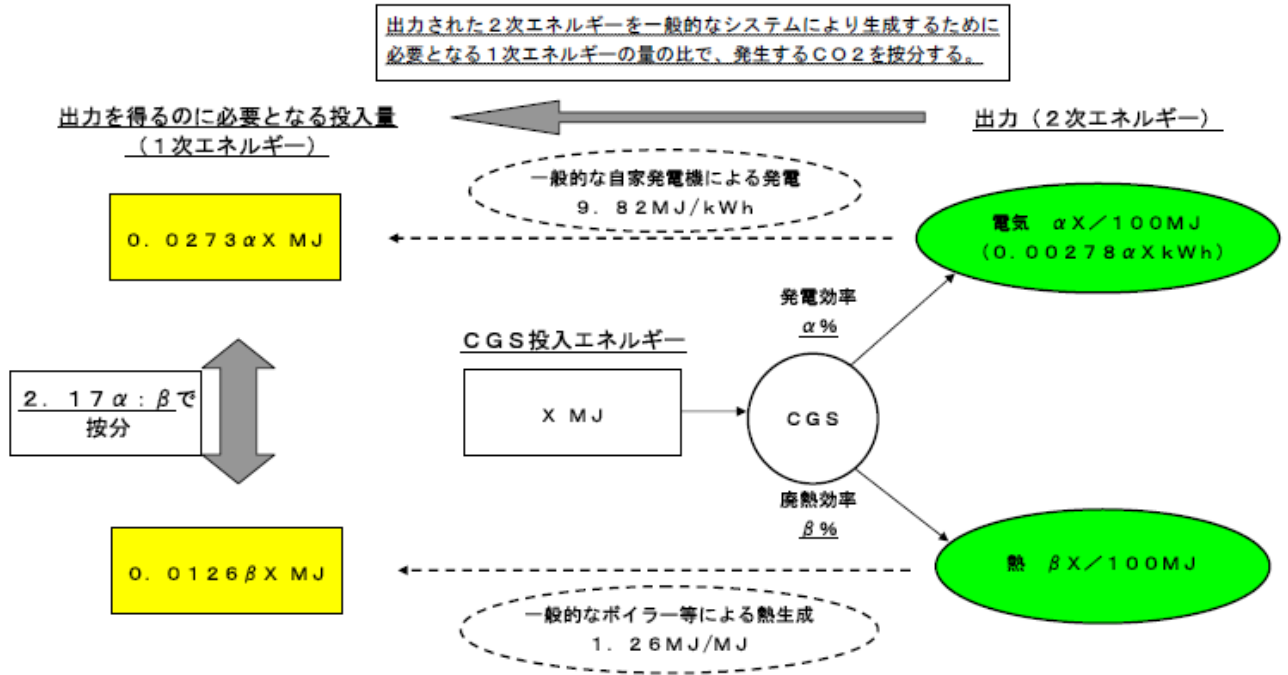 出力された2次エネルギーを一般的なシステムにより生成するために
必要となる1次エネルギーの量の比で、発生するCO2を按分する。
出力を得るのに必要となる投入量
(1次エネルギー)
出力(2次エネルギー)
一般的な自家発電機による発電
9.82MJ/kWh
0.0273αX MJ
電気 αX/100MJ
(0.00278αXkWh)
発電効率
α%
CGS投入エネルギー
2.17α:βで
按分
X MJ
CGS
廃熱効率
β%
0.0126βX MJ
熱 βX/100MJ
一般的なボイラー等による熱生成
1.26MJ/MJ